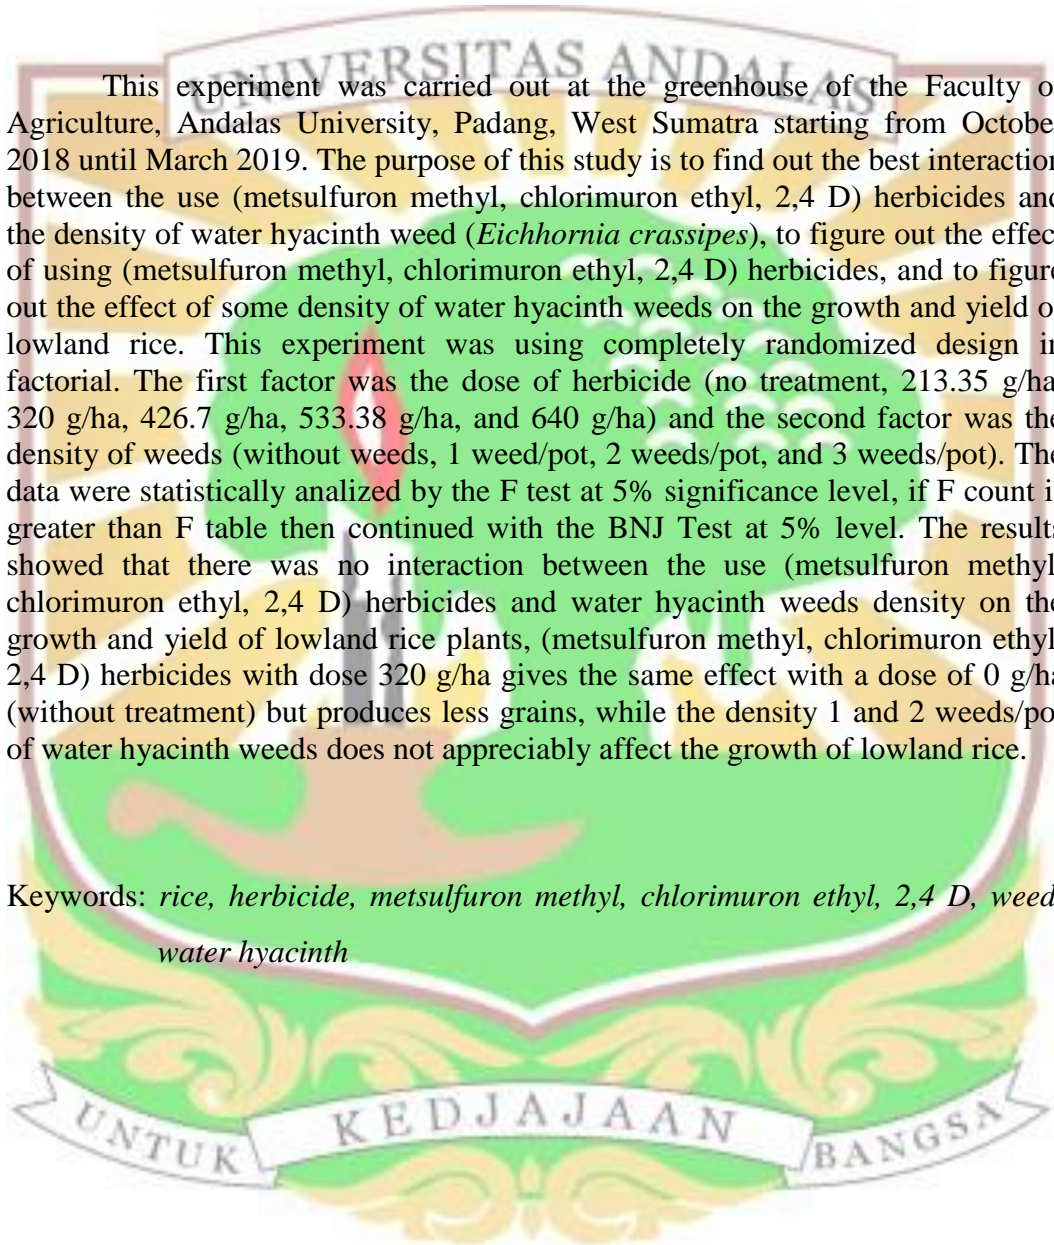 UNIVERSITAS ANDALAS
This experiment was carried out at the greenhouse of the Faculty o
Agriculture, Andalas University, Padang, West Sumatra starting from Octobe
2018 until March 2019. The purpose of this study is to find out the best interaction
between the use (metsulfuron methyl, chlorimuron ethyl, 2,4 D) herbicides and
the density of water hyacinth weed (Eichhornia crassipes), to figure out the effec
of using (metsulfuron methyl, chlorimuron ethyl, 2,4 D) herbicides, and to figure
out the effect of some density of water hyacinth weeds on the growth and yield o
lowland rice. This experiment was using completely randomized design in
factorial. The first factor was the dose of herbicide (no treatment, 213.35 g/ha
320 g/ha, 426.7 g/ha, 533.38 g/ha, and 640 g/ha) and the second factor was the
density of weeds (without weeds, 1 weed/pot, 2 weeds/pot, and 3 weeds/pot). The
data were statistically analized by the F test at 5% significance level, if F count i
greater than F table then continued with the BNJ Test at 5% level. The results
showed that there was no interaction between the use (metsulfuron methyl
chlorimuron ethyl, 2,4 D) herbicides and water hyacinth weeds density on the
growth and yield of lowland rice plants, (metsulfuron methyl, chlorimuron ethyl
2,4 D) herbicides with dose 320 g/ha gives the same effect with a dose of 0 g/ha
(without treatment) but produces less grains, while the density 1 and 2 weeds/po
of water hyacinth weeds does not appreciably affect the growth of lowland rice.
Keywords: rice, herbicide, metsulfuron methyl, chlorimuron ethyl, 2,4 D, weed
water hyacinth
UNTUK KEDJAJAAN BANGSA